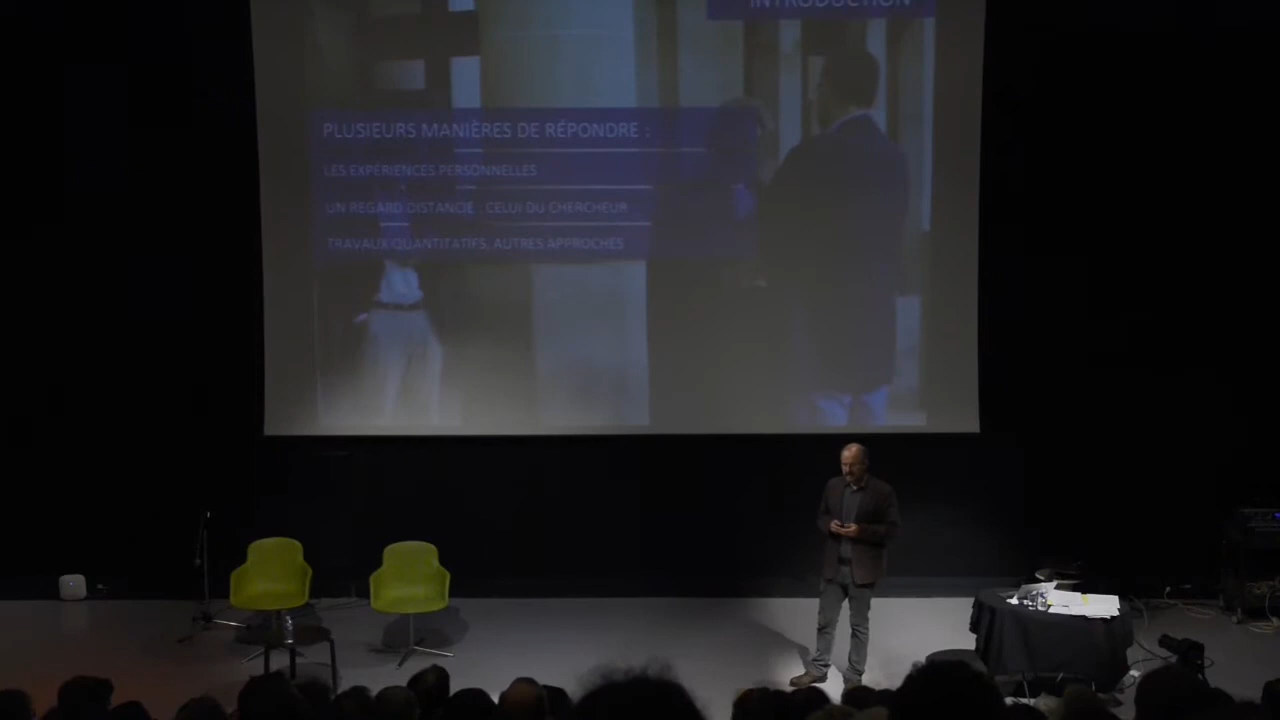 INTRODUCTION
PLUSIEURS MANIÈRES DE RÉPONDRE :
LES EXPÉRIENCES PERSONNELLES
UN REGARD DISTANCIÉ : CELUI DU CHERCHEUR
TRAVAUX QUANTITATIFS, AUTRES APPROCHES